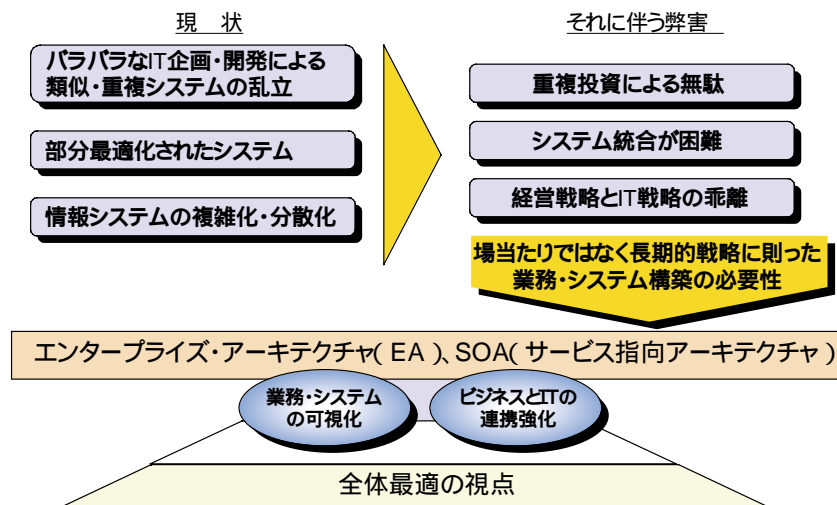 現　状
バラバラなIT企画・開発による
類似・重複システムの乱立
部分最適化されたシステム
情報システムの複雑化・分散化
それに伴う弊害
重複投資による無駄
システム統合が困難
経営戦略とIT戦略の乖離
場当たりではなく長期的戦略に則った
業務・システム構築の必要性
エンタープライズ・アーキテクチャ(EA)、SOA(サービス指向アーキテクチャ)
業務・システム
の可視化
ビジネスとITの
連携強化
全体最適の視点